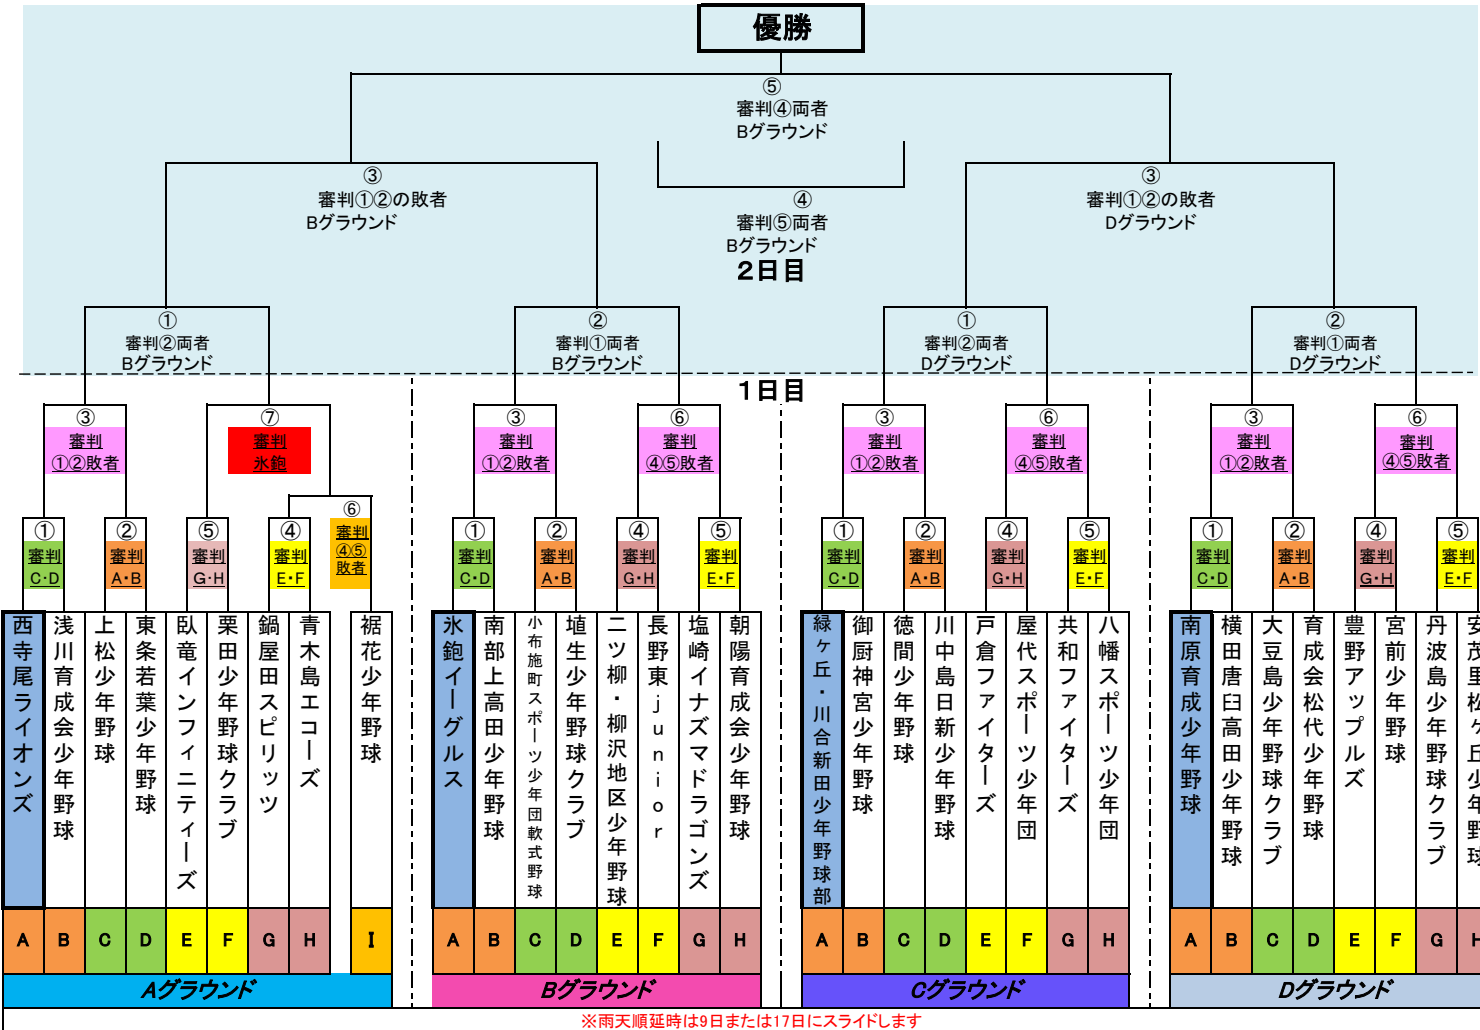 優勝
⑤
審判④両者
Bグラウンド
③
審判①②の敗者
Bグラウンド
④
審判⑤両者
Bグラウンド
③
審判①②の敗者
Dグラウンド
2日目
①
審判②両者
Bグラウンド
②
審判①両者
Bグラウンド
①
審判②両者
Dグラウンド
②
審判①両者
Dグラウンド
1日目
③
審判
①②敗者
⑦
審判
氷鉋
③
審判
①②敗者
⑥
審判
④⑤敗者
③
審判
①②敗者
⑥
審判
④⑤敗者
③
審判
①②敗者
⑥
審判
④⑤敗者
①
審判
C・D
②
審判
A・B
⑤
審判
G・H
④
審判
E・F
⑥
審判
④⑤
敗者
①
審判
C・D
②
審判
A・B
④
審判
G・H
⑤
審判
E・F
①
審判
C・D
②
審判
A・B
④
審判
G・H
⑤
審判
E・F
①
審判
C・D
②
審判
A・B
④
審判
G・H
⑤
審判
E・F
西寺尾ライオンズ
浅川育成会少年野球
上松少年野球
東条若葉少年野球
臥竜インフィニティーズ
栗田少年野球クラブ
鍋屋田スピリッツ
青木島エコーズ
裾花少年野球
氷鉋イーグルス
南部上高田少年野球
小布施町スポーツ少年団軟式野球
埴生少年野球クラブ
二ツ柳・柳沢地区少年野球
長野東junior
塩崎イナズマドラゴンズ
朝陽育成会少年野球
緑ヶ丘・川合新田少年野球部
御厨神宮少年野球
徳間少年野球
川中島日新少年野球
戸倉ファイターズ
屋代スポーツ少年団
共和ファイターズ
八幡スポーツ少年団
南原育成少年野球
横田唐臼高田少年野球
大豆島少年野球クラブ
育成会松代少年野球
豊野アップルズ
宮前少年野球
丹波島少年野球クラブ
安茂里松ヶ丘少年野球
A B C D E F G H I
A B C D E F G H
A B C D E F G H
A B C D E F G H
Aグラウンド
Bグラウンド
Cグラウンド
Dグラウンド
※雨天順延時は9日または17日にスライドします